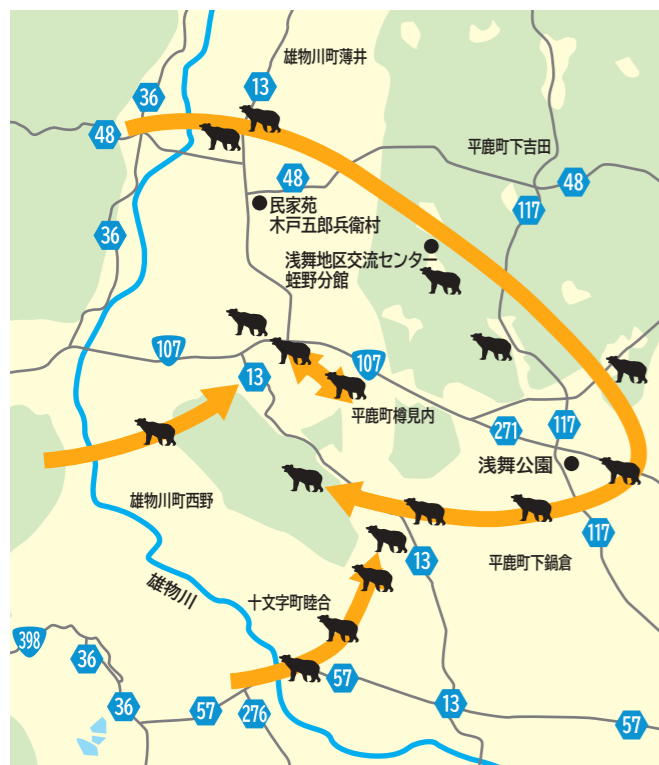 雄物川町薄井
36
13
48
平鹿町下吉田
48
48
117
民家苑
木戸五郎兵衛村
36
浅舞地区交流センター
蛭野分館
107
13
107
平鹿町樽見内
271
117
浅舞公園
雄物川町西野
117
13
平鹿町下鍋倉
雄物川
十文字町睦合
398
36
57
36
57
276
13
57